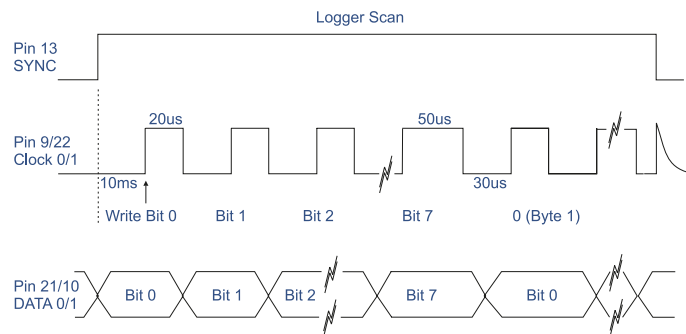 Logger Scan
Pin 13
SYNC
20us
50us
Pin 9/22
Clock 0/1
10ms
30us
Write Bit 0
Bit 1
Bit 2
Bit 7
0 (Byte 1)
Pin 21/10
DATA 0/1
Bit 0
Bit 1
Bit 2
Bit 7
Bit 0